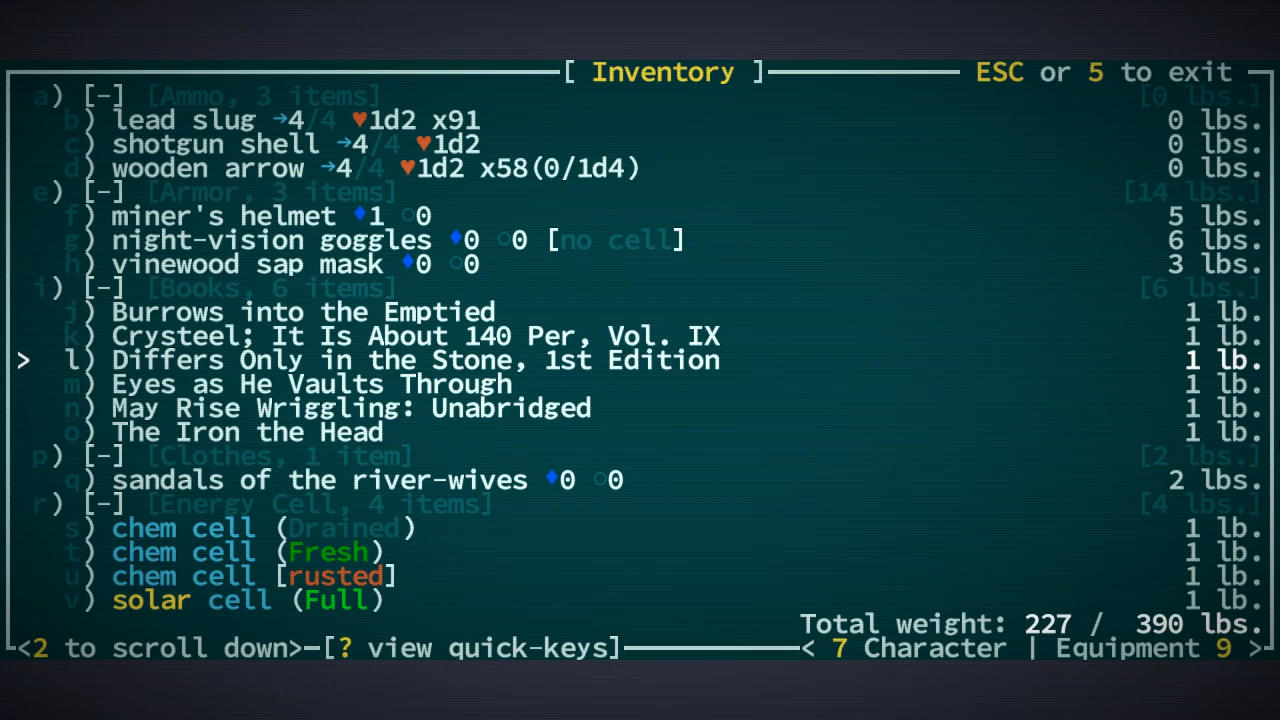 [ Inventory ] ESC or 5 to exit
a) [-] [Ammo, 3 items] [0 lbs.]
b) lead slug →4/4 ♥1d2 x91 0 lbs.
c) shotgun shell →4/4 ♥1d2 0 lbs.
d) wooden arrow →4/4 ♥1d2 x58(0/1d4) 0 lbs.
e) [-] [Armor, 3 items] [14 lbs.]
f) miner's helmet ♦1 ○0 5 lbs.
g) night-vision goggles ♦0 ○0 [no cell] 6 lbs.
h) vinewood sap mask ♦0 ○0 3 lbs.
i) [-] [Books, 6 items] [6 lbs.]
j) Burrows into the Emptied 1 lb.
k) Crysteel; It Is About 140 Per, Vol. IX 1 lb.
> l) Differs Only in the Stone, 1st Edition 1 lb.
m) Eyes as He Vaults Through 1 lb.
n) May Rise Wriggling: Unabridged 1 lb.
o) The Iron the Head 1 lb.
p) [-] [Clothes, 1 item] [2 lbs.]
q) sandals of the river-wives ♦0 ○0 2 lbs.
r) [-] [Energy Cell, 4 items] [4 lbs.]
s) chem cell (Drained) 1 lb.
t) chem cell (Fresh) 1 lb.
u) chem cell [rusted] 1 lb.
v) solar cell (Full) 1 lb.
Total weight: 227 / 390 lbs.
<2 to scroll down> [? view quick-keys] < 7 Character | Equipment 9 >